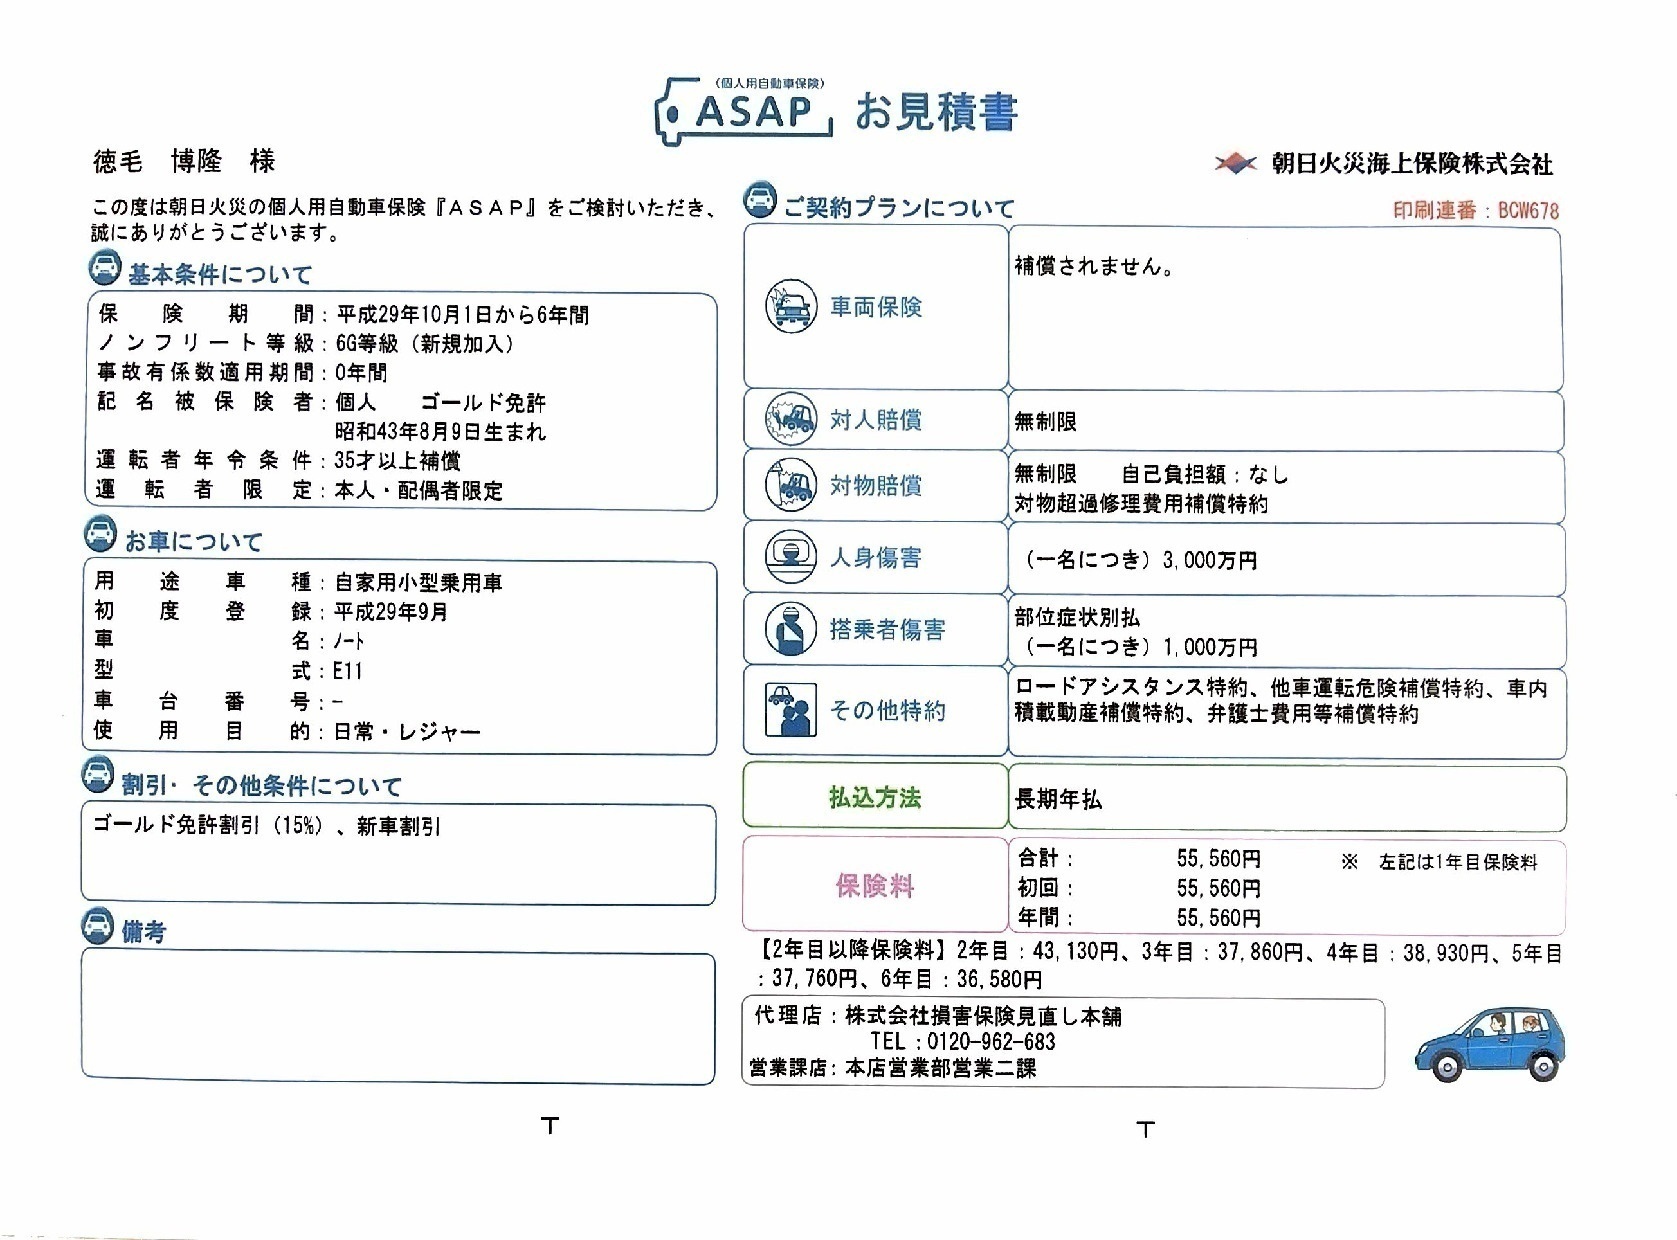 (個人用自動車保険)
ASAP お見積書
徳毛 博隆 様
朝日火災海上保険株式会社
この度は朝日火災の個人用自動車保険『ASAP』をご検討いただき、
誠にありがとうございます。
基本条件について
保険期間：平成29年10月1日から6年間
ノンフリート等級：6G等級（新規加入）
事故有係数適用期間：0年間
記名被保険者：個人 ゴールド免許
昭和43年8月9日生まれ
運転者年令条件：35才以上補償
運転者限定：本人・配偶者限定
お車について
用途車種：自家用小型乗用車
初度登録：平成29年9月
車名：ﾉｰﾄ
型式：E11
車台番号：-
使用目的：日常・レジャー
割引・その他条件について
ゴールド免許割引（15%）、新車割引
備考
ご契約プランについて
印刷連番：BCW678
車両保険 補償されません。
対人賠償 無制限
対物賠償 無制限 自己負担額：なし
対物超過修理費用補償特約
人身傷害 （一名につき）3,000万円
搭乗者傷害 部位症状別払
（一名につき）1,000万円
その他特約 ロードアシスタンス特約、他車運転危険補償特約、車内
積載動産補償特約、弁護士費用等補償特約
払込方法 長期年払
保険料 合計： 55,560円 ※ 左記は1年目保険料
初回： 55,560円
年間： 55,560円
【2年目以降保険料】2年目：43,130円、3年目：37,860円、4年目：38,930円、5年目
：37,760円、6年目：36,580円
代理店：株式会社損害保険見直し本舗
TEL：0120-962-683
営業課店：本店営業部営業二課